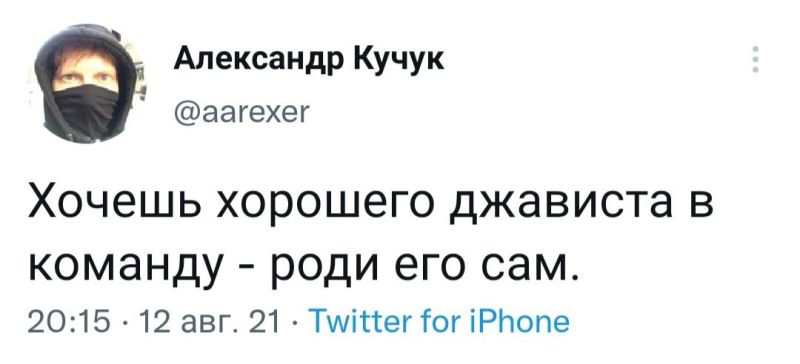 Александр Кучук
@aarexer
Хочешь хорошего джависта в
команду - роди его сам.
20:15 · 12 авг. 21 · Twitter for iPhone